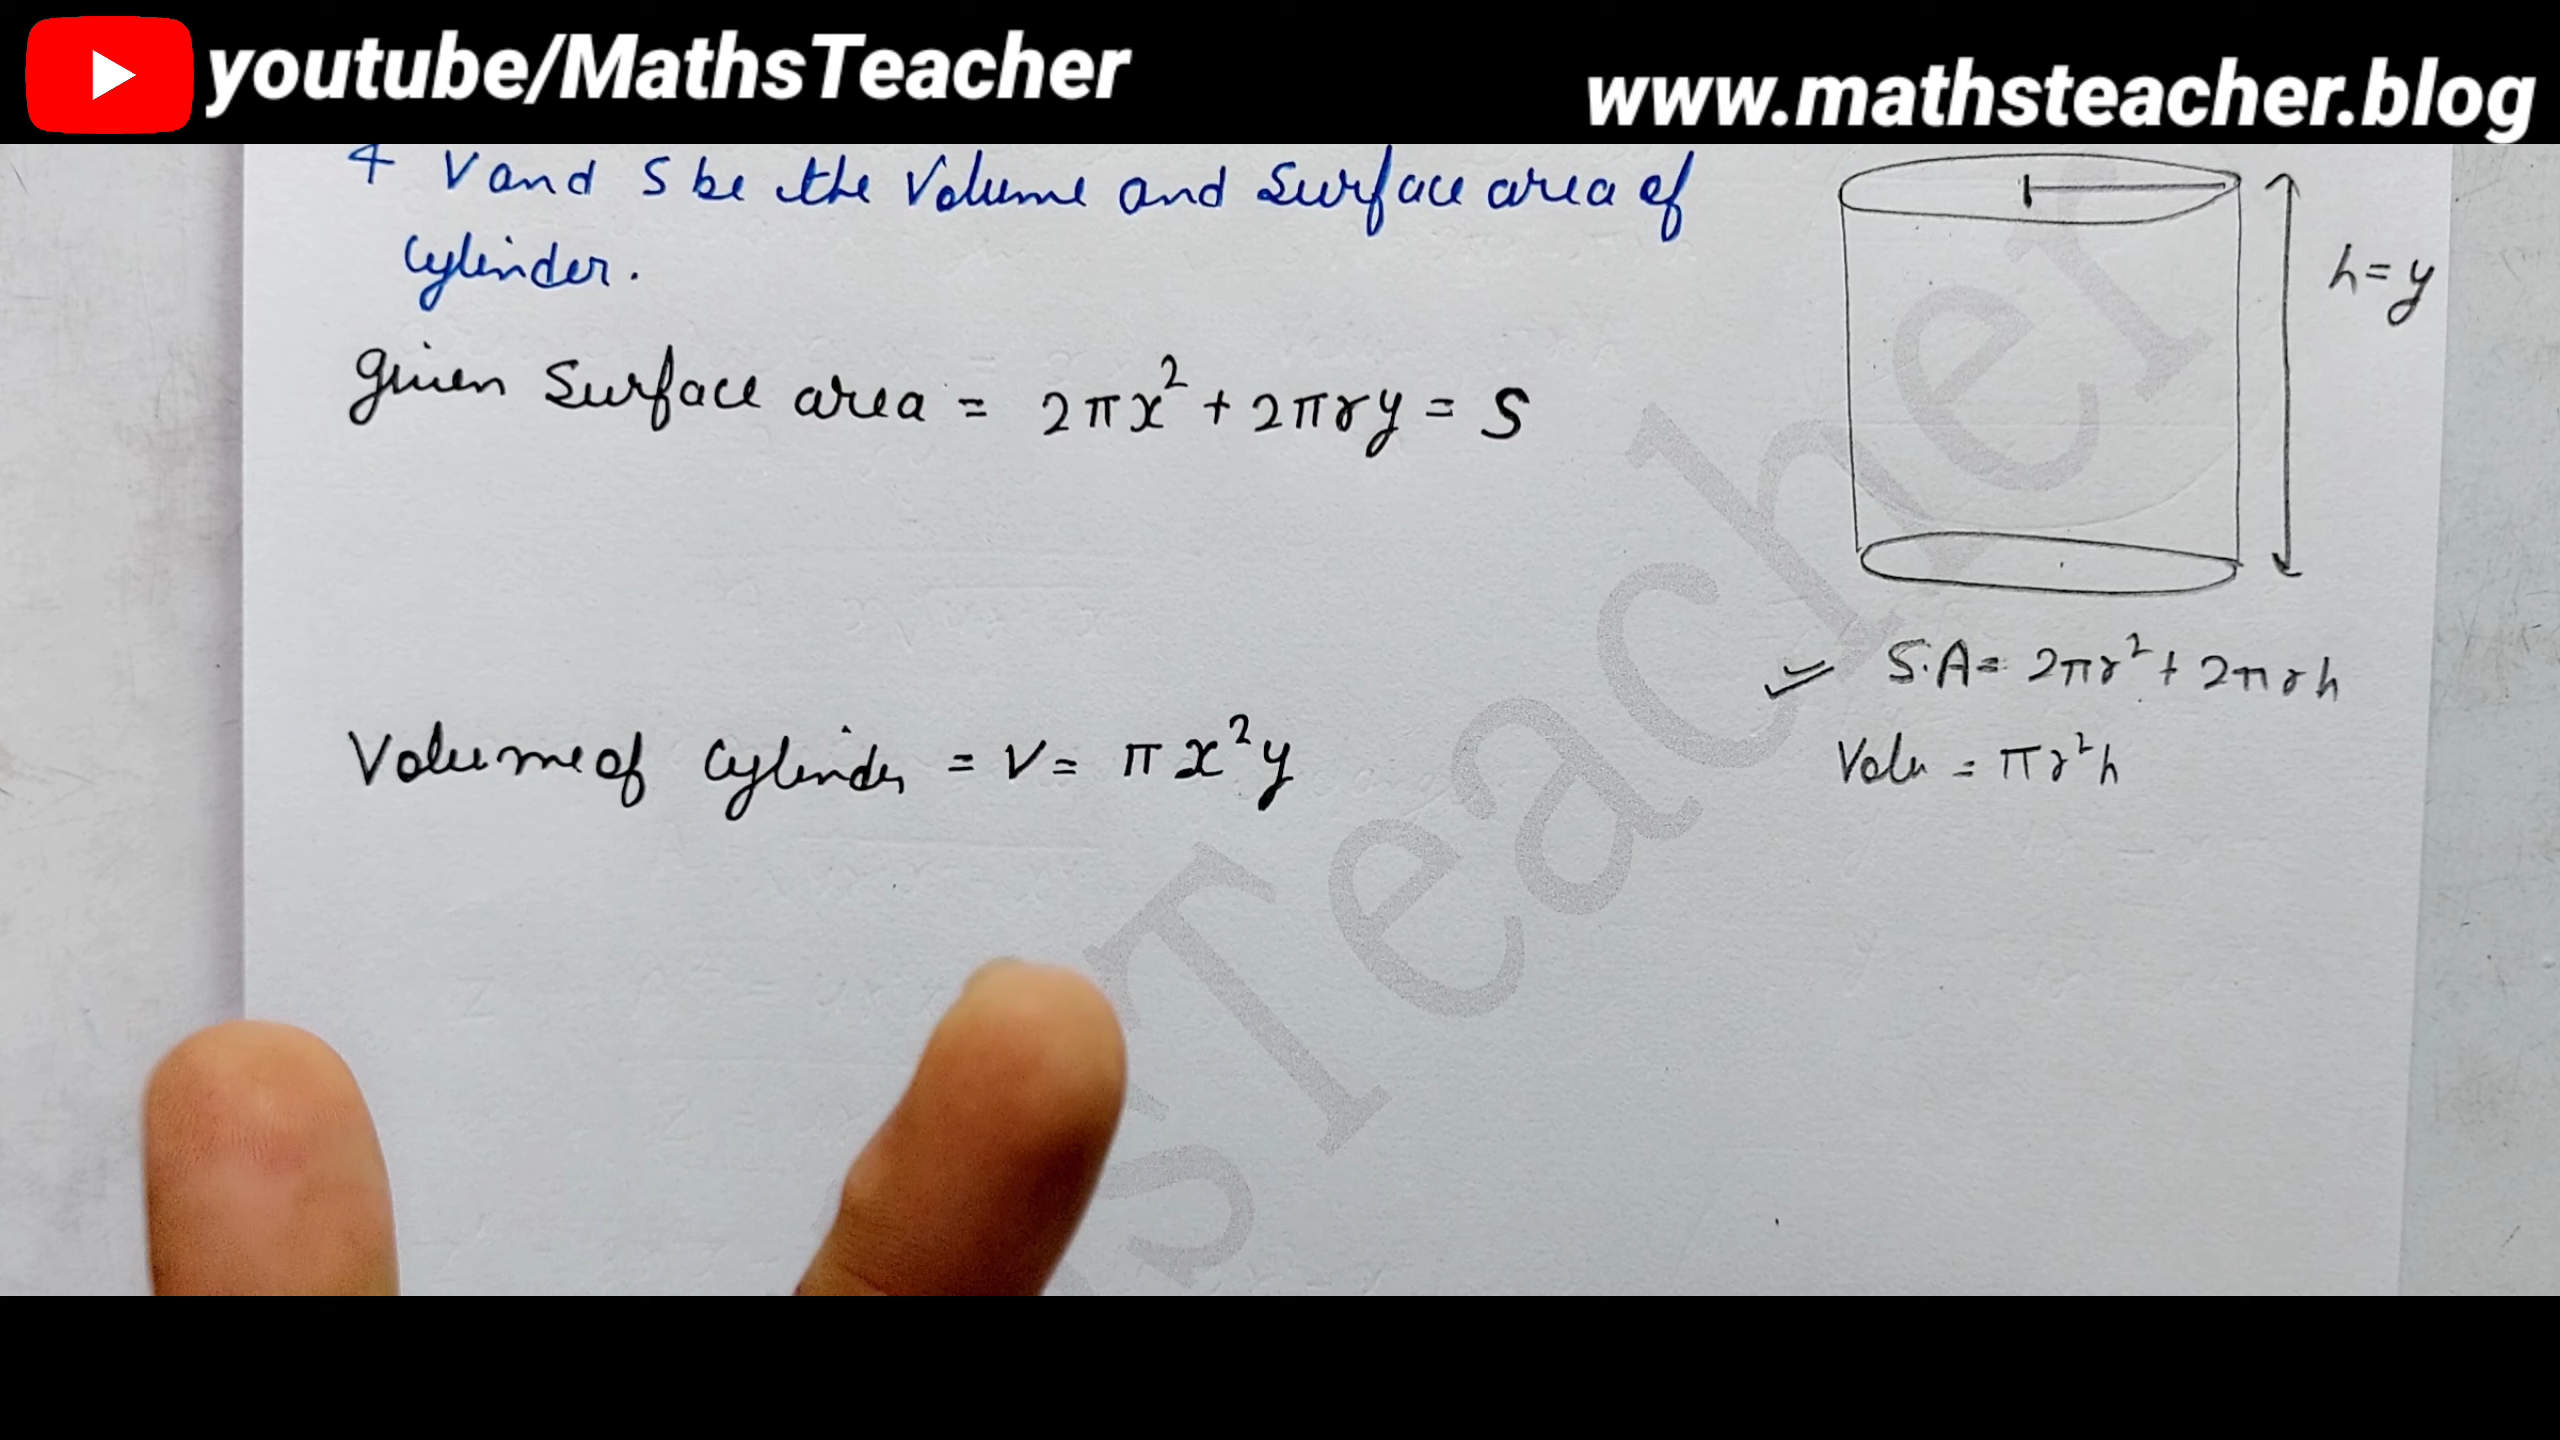 youtube/MathsTeacher
www.mathsteacher.blog
& V and S be the Volume and Surface area of
Cylinder.
h = y
given Surface area = 2πx² + 2πry = S
S.A = 2πr² + 2πrh
Volume of Cylinder = V = πx²y
Volu = πr²h
sTeacher